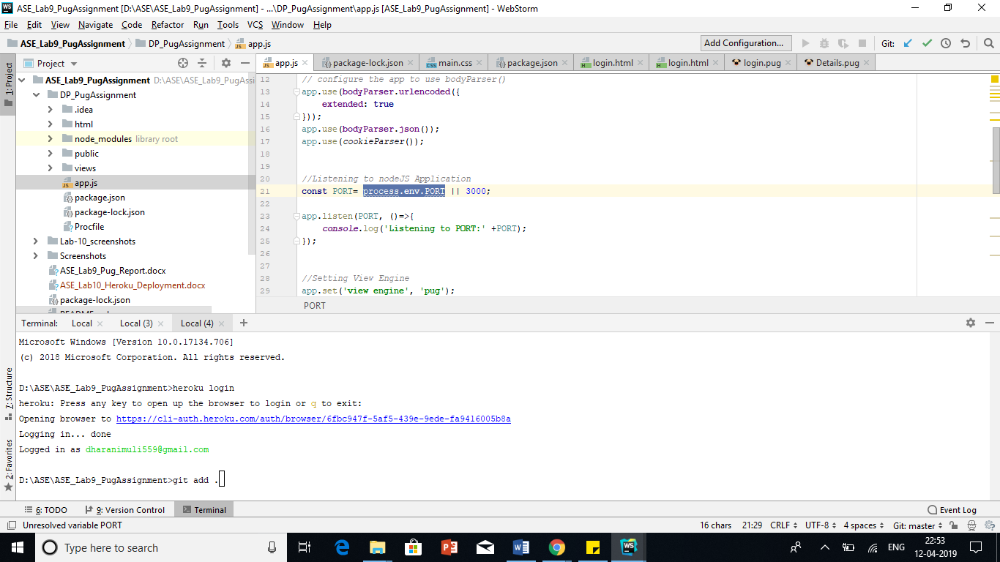 ASE_Lab9_PugAssignment [D:\ASE\ASE_Lab9_PugAssignment] - ...\DP_PugAssignment\app.js [ASE_Lab9_PugAssignment] - WebStorm
File Edit View Navigate Code Refactor Run Tools VCS Window Help
ASE_Lab9_PugAssignment DP_PugAssignment app.js Add Configuration... Git:
1: Project
Project
app.js package-lock.json main.css package.json login.html login.html login.pug Details.pug
ASE_Lab9_PugAssignment D:\ASE\ASE_Lab9_PugAssi
DP_PugAssignment
.idea
html
node_modules library root
public
views
app.js
package.json
package-lock.json
Procfile
Lab-10_screenshots
Screenshots
ASE_Lab9_Pug_Report.docx
ASE_Lab10_Heroku_Deployment.docx
package-lock.json
12 // configure the app to use bodyParser()
13 app.use(bodyParser.urlencoded({
14 extended: true
15 }));
16 app.use(bodyParser.json());
17 app.use(cookieParser());
18
19
20 //Listening to nodeJS Application
21 const PORT= process.env.PORT || 3000;
22
23 app.listen(PORT, ()=>{
24 console.log('Listening to PORT:' +PORT);
25 });
26
27
28 //Setting View Engine
29 app.set('view engine', 'pug');
PORT
Terminal: Local Local (3) Local (4)
Microsoft Windows [Version 10.0.17134.706]
(c) 2018 Microsoft Corporation. All rights reserved.
D:\ASE\ASE_Lab9_PugAssignment>heroku login
heroku: Press any key to open up the browser to login or q to exit:
Opening browser to https://cli-auth.heroku.com/auth/browser/6fbc947f-5af5-439e-9ede-fa9416005b8a
Logging in... done
Logged in as dharanimuli559@gmail.com
D:\ASE\ASE_Lab9_PugAssignment>git add .
7: Structure
2: Favorites
6: TODO 9: Version Control Terminal Event Log
Unresolved variable PORT 16 chars 21:29 CRLF UTF-8 4 spaces Git: master
Type here to search
ENG
22:53
12-04-2019